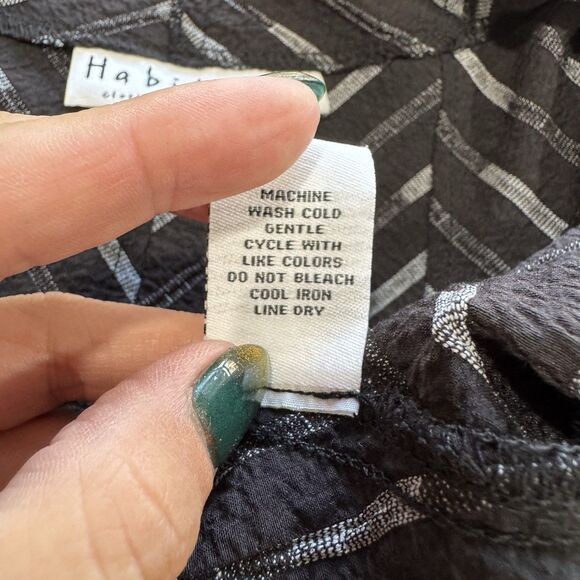 MACHINE
WASH COLD
GENTLE
CYCLE WITH
LIKE COLORS
DO NOT BLEACH
COOL IRON
LINE DRY